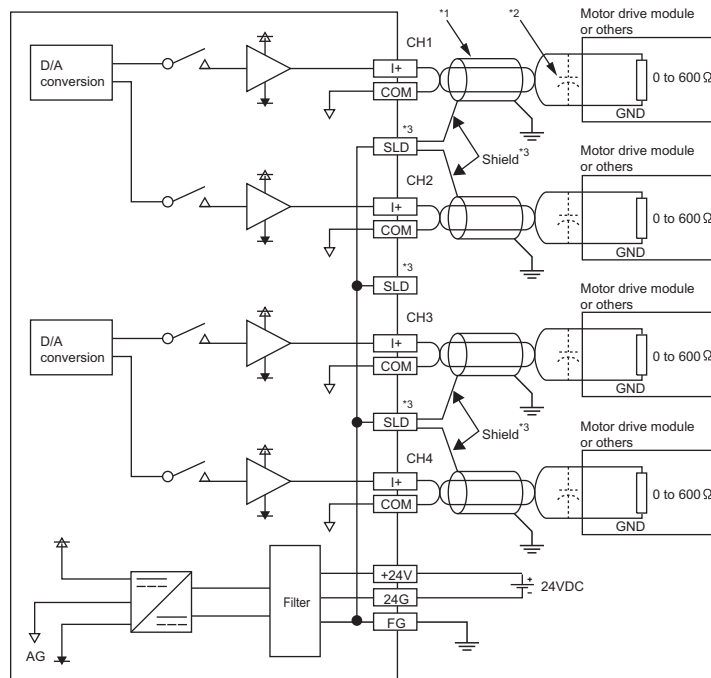 *1
*2
Motor drive module
or others
CH1
D/A
conversion
I+
COM
0 to 600 Ω
GND
*3
SLD
Shield*3
CH2
Motor drive module
or others
I+
COM
0 to 600 Ω
GND
*3
SLD
Motor drive module
or others
CH3
D/A
conversion
I+
COM
0 to 600 Ω
GND
*3
SLD
Shield*3
CH4
Motor drive module
or others
I+
COM
0 to 600 Ω
GND
Filter
+24V
24G
FG
+
-
24VDC
AG